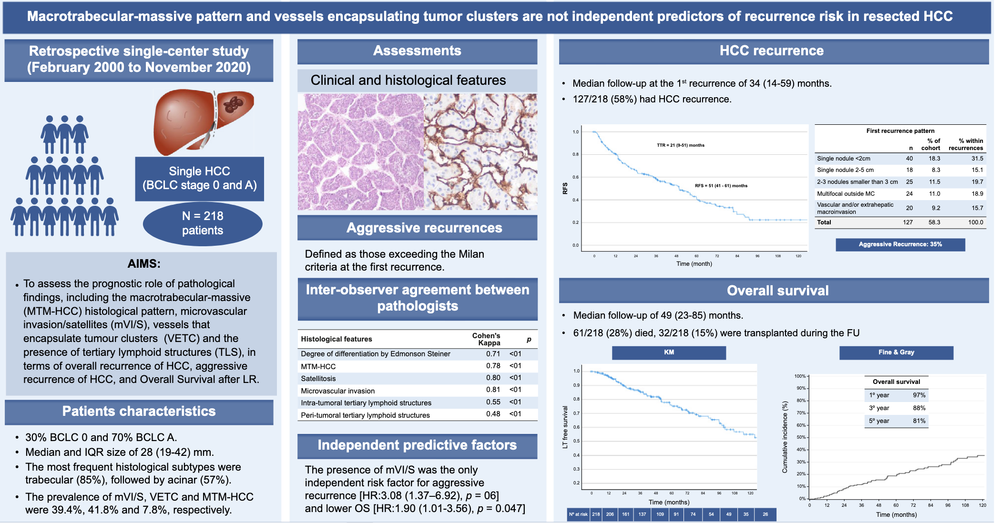 Macrotrabecular-massive pattern and vessels encapsulating tumor clusters are not independent predictors of recurrence risk in resected HCC
Retrospective single-center study
(February 2000 to November 2020)
Single HCC
(BCLC stage 0 and A)
N = 218
patients
AIMS:
• To assess the prognostic role of pathological
findings, including the macrotrabecular-massive
(MTM-HCC) histological pattern, microvascular
invasion/satellites (mVI/S), vessels that
encapsulate tumour clusters (VETC) and the
presence of tertiary lymphoid structures (TLS), in
terms of overall recurrence of HCC, aggressive
recurrence of HCC, and Overall Survival after LR.
Patients characteristics
• 30% BCLC 0 and 70% BCLC A.
• Median and IQR size of 28 (19-42) mm.
• The most frequent histological subtypes were
trabecular (85%), followed by acinar (57%).
• The prevalence of mVI/S, VETC and MTM-HCC
were 39.4%, 41.8% and 7.8%, respectively.
Assessments
Clinical and histological features
Aggressive recurrences
Defined as those exceeding the Milan
criteria at the first recurrence.
Inter-observer agreement between
pathologists
Histological features Cohen's Kappa p
Degree of differentiation by Edmonson Steiner 0.71 <01
MTM-HCC 0.78 <01
Satellitosis 0.80 <01
Microvascular invasion 0.81 <01
Intra-tumoral tertiary lymphoid structures 0.55 <01
Peri-tumoral tertiary lymphoid structures 0.48 <01
Independent predictive factors
The presence of mVI/S was the only
independent risk factor for aggressive
recurrence [HR:3.08 (1.37–6.92), p = 06]
and lower OS [HR:1.90 (1.01-3.56), p = 0.047]
HCC recurrence
• Median follow-up at the 1st recurrence of 34 (14-59) months.
• 127/218 (58%) had HCC recurrence.
RFS
1.0
0.8
0.6
0.4
0.2
0.0
TTR = 21 (9-51) months
RFS = 51 (41 - 61) months
0 12 24 36 48 60 72 84 96 108 120
Time (month)
First recurrence pattern
n % of cohort % within recurrences
Single nodule <2cm 40 18.3 31.5
Single nodule 2-5 cm 18 8.3 15.1
2-3 nodules smaller than 3 cm 25 11.5 19.7
Multifocal outside MC 24 11.0 18.9
Vascular and/or extrahepatic
macroinvasion 20 9.2 15.7
Total 127 58.3 100.0
Aggressive Recurrence: 35%
Overall survival
• Median follow-up of 49 (23-85) months.
• 61/218 (28%) died, 32/218 (15%) were transplanted during the FU
KM
LT free survival
1.0
0.9
0.8
0.7
0.6
0.5
0.4
0.3
0.2
0 12 24 36 48 60 72 84 96 108 120
Time (months)
Nº at risk 218 206 161 137 109 91 74 54 49 35 26
Fine & Gray
Cumulative incidence (%)
100%
90%
80%
70%
60%
50%
40%
30%
20%
10%
0%
Overall survival
1º year 97%
3º year 88%
5º year 81%
0 12 24 36 48 60 72 84 96 108 120
Time (months)